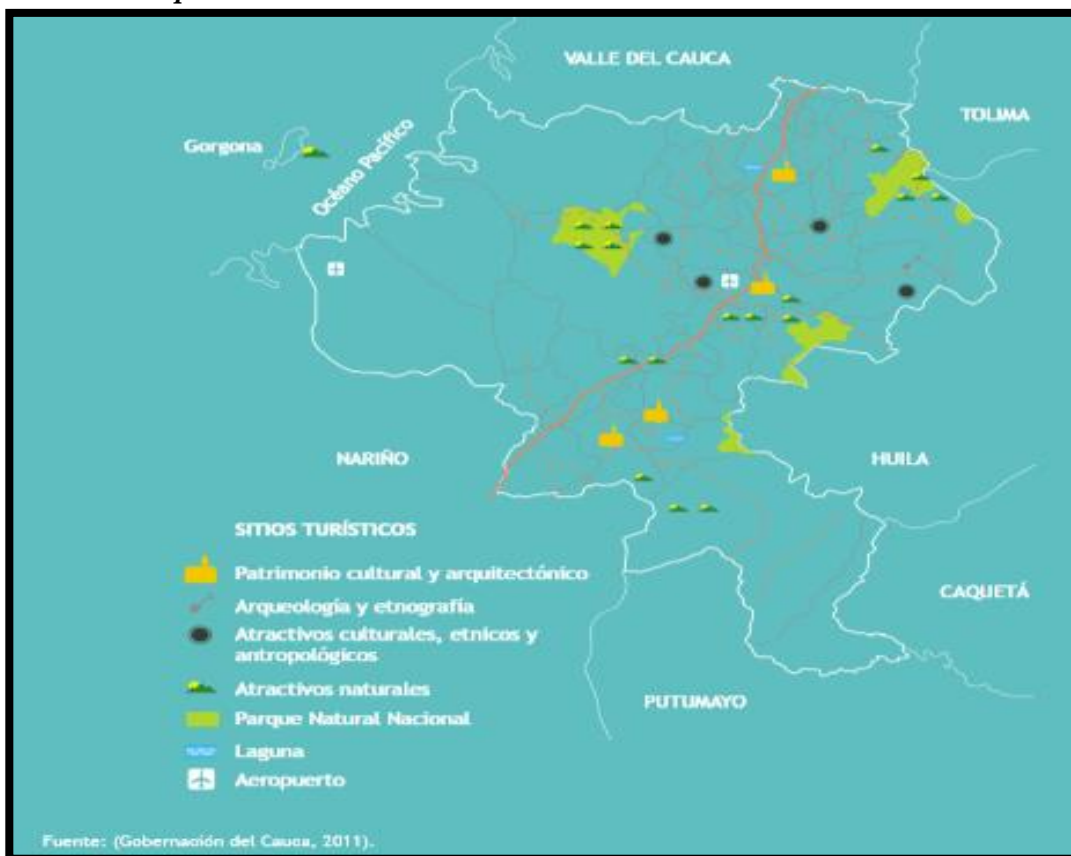 VALLE DEL CAUCA
TOLIMA
Gorgona
Océano Pacífico
NARIÑO
HUILA
SITIOS TURÍSTICOS
Patrimonio cultural y arquitectónico
Arqueología y etnografía
Atractivos culturales, etnicos y
antropológicos
CAQUETÁ
Atractivos naturales
PUTUMAYO
Parque Natural Nacional
Laguna
Aeropuerto
Fuente: (Gobernación del Cauca, 2011).